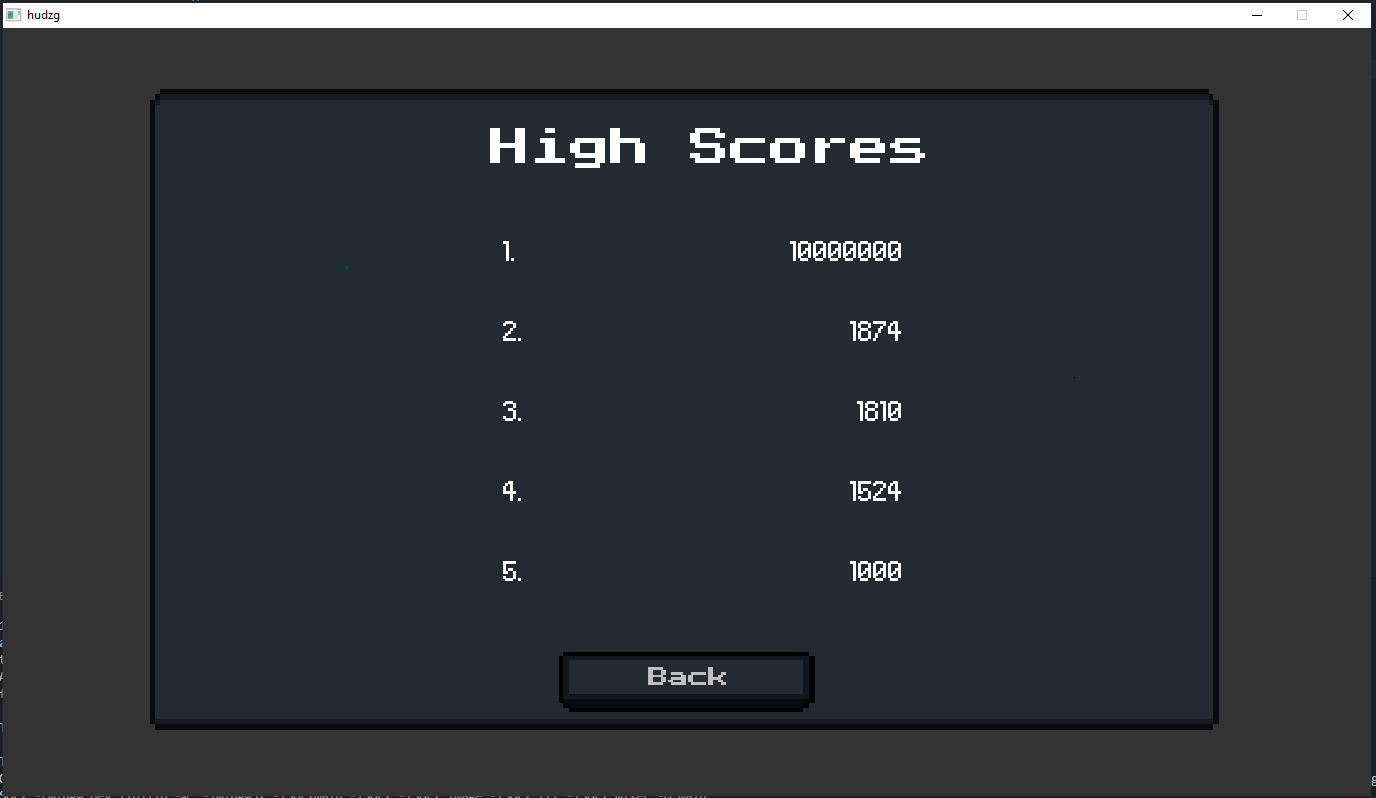 hudzg
High Scores
1. 10000000
2. 1874
3. 1810
4. 1524
5. 1000
Back